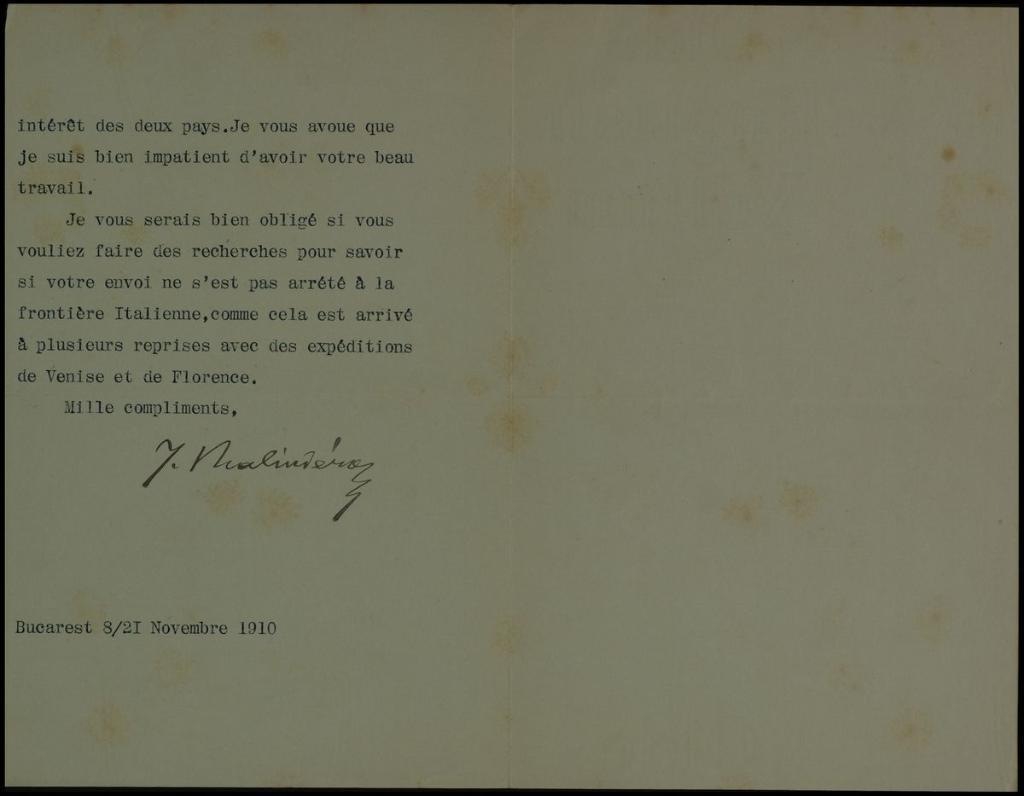 intérêt des deux pays.Je vous avoue que
je suis bien impatient d'avoir votre beau
travail.
Je vous serais bien obligé si vous
vouliez faire des recherches pour savoir
si votre envoi ne s'est pas arrété à la
frontière Italienne,comme cela est arrivé
à plusieurs reprises avec des expéditions
de Venise et de Florence.
Mille compliments,
J. Kalindéro
Bucarest 8/2I Novembre 1910